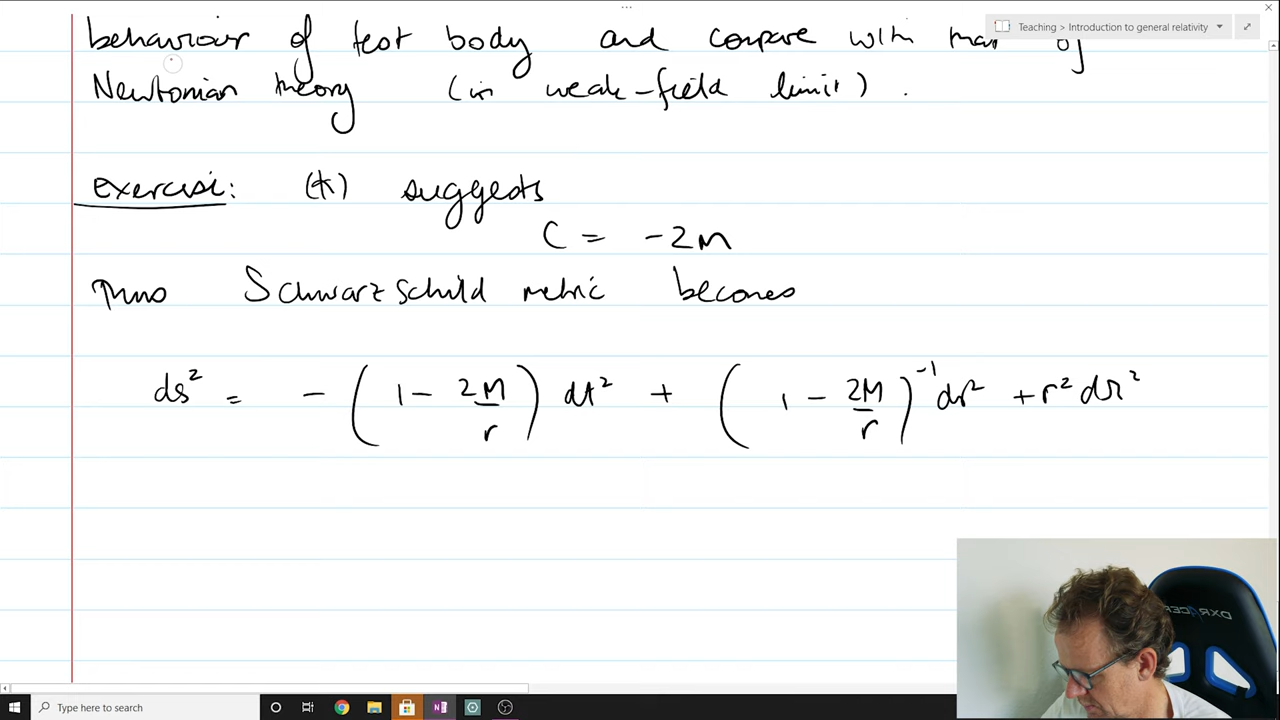 Teaching > Introduction to general relativity
behaviour of test body and compare with that of
Newtonian theory (in weak-field limit).
exercise: (*) suggests
C = -2M
Thus Schwarzschild metric becomes
ds² = - (1 - 2M/r) dt² + (1 - 2M/r)⁻¹ dr² + r² dΩ²
DXRACER
Type here to search